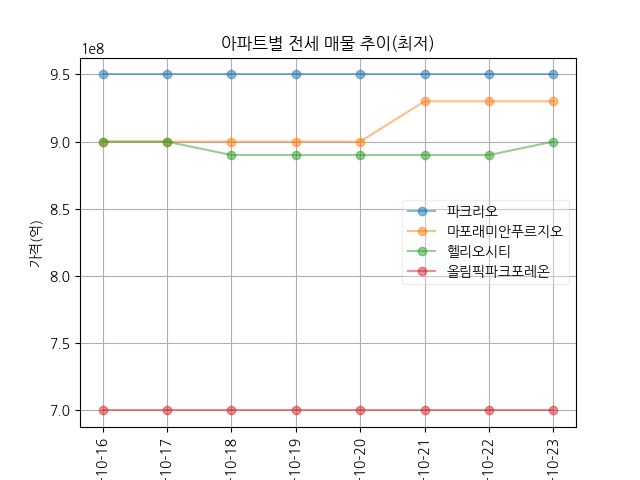 아파트별 전세 매물 추이(최저)
1e8
9.5
9.0
8.5
8.0
7.5
7.0
가격(억)
파크리오
마포래미안푸르지오
헬리오시티
올림픽파크포레온
-10-16
-10-17
-10-18
-10-19
-10-20
-10-21
-10-22
-10-23